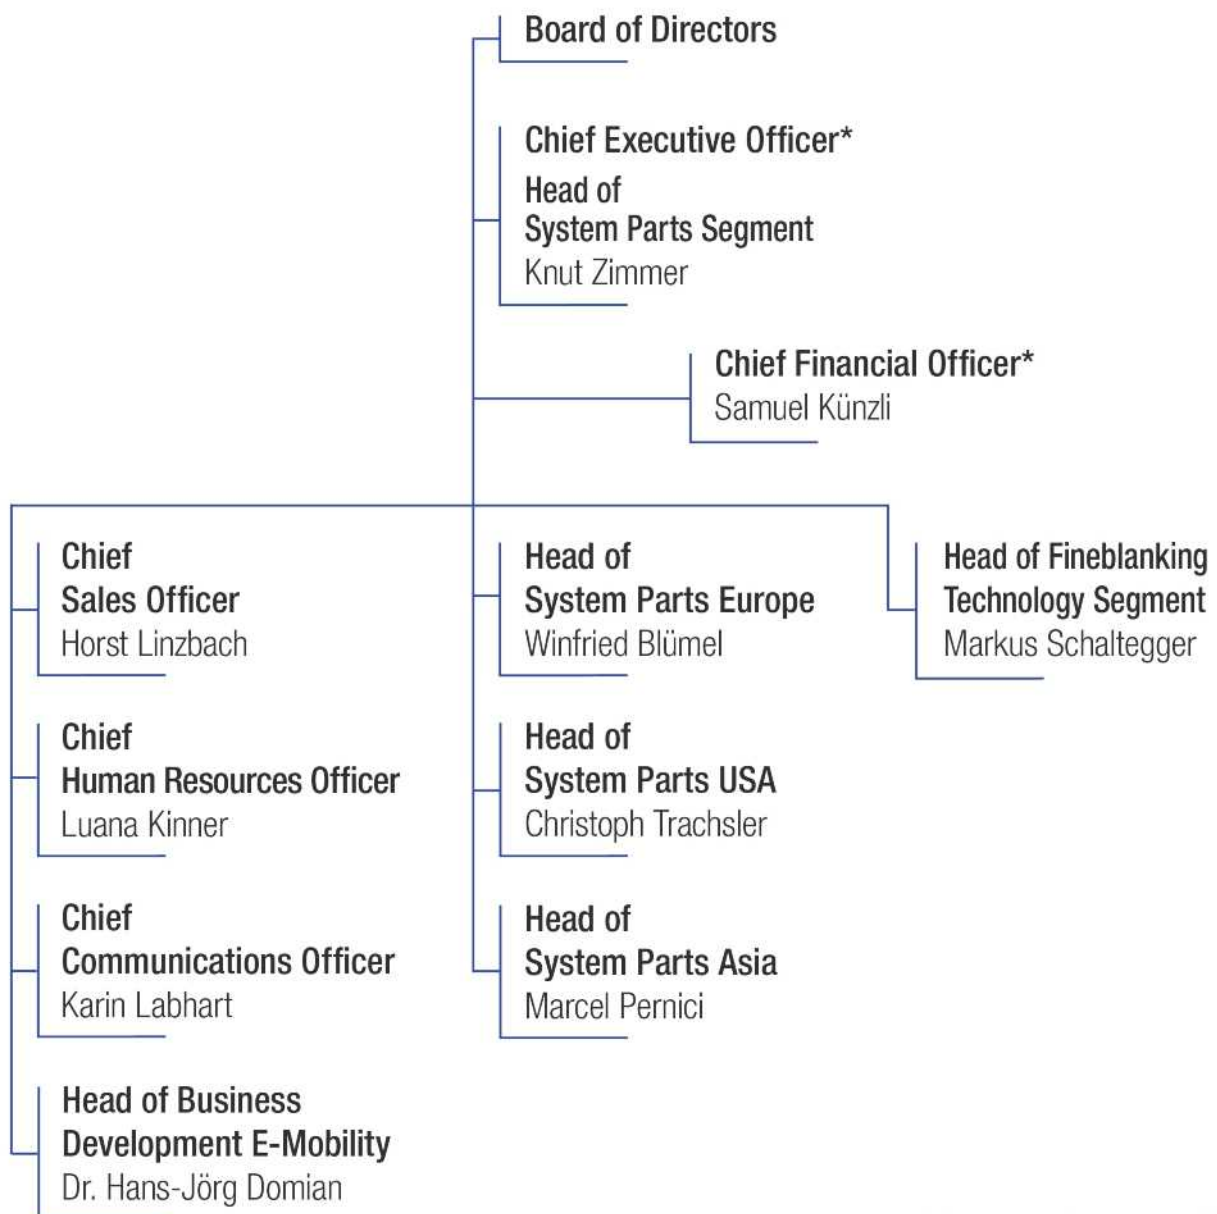 Board of Directors
Chief Executive Officer*
Head of
System Parts Segment
Knut Zimmer
Chief Financial Officer*
Samuel Künzli
Chief
Sales Officer
Horst Linzbach
Chief
Human Resources Officer
Luana Kinner
Chief
Communications Officer
Karin Labhart
Head of Business
Development E-Mobility
Dr. Hans-Jörg Domian
Head of
System Parts Europe
Winfried Blümel
Head of
System Parts USA
Christoph Trachsler
Head of
System Parts Asia
Marcel Pernici
Head of Fineblanking
Technology Segment
Markus Schaltegger